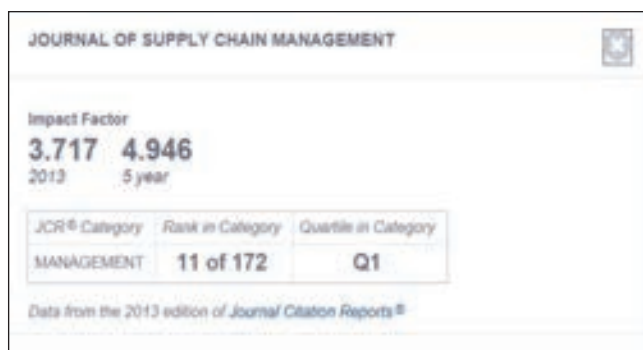 JOURNAL OF SUPPLY CHAIN MANAGEMENT
Impact Factor
3.717 4.946
2013 5 year
JCR® Category Rank in Category Quartile in Category
MANAGEMENT 11 of 172 Q1
Data from the 2013 edition of Journal Citation Reports®